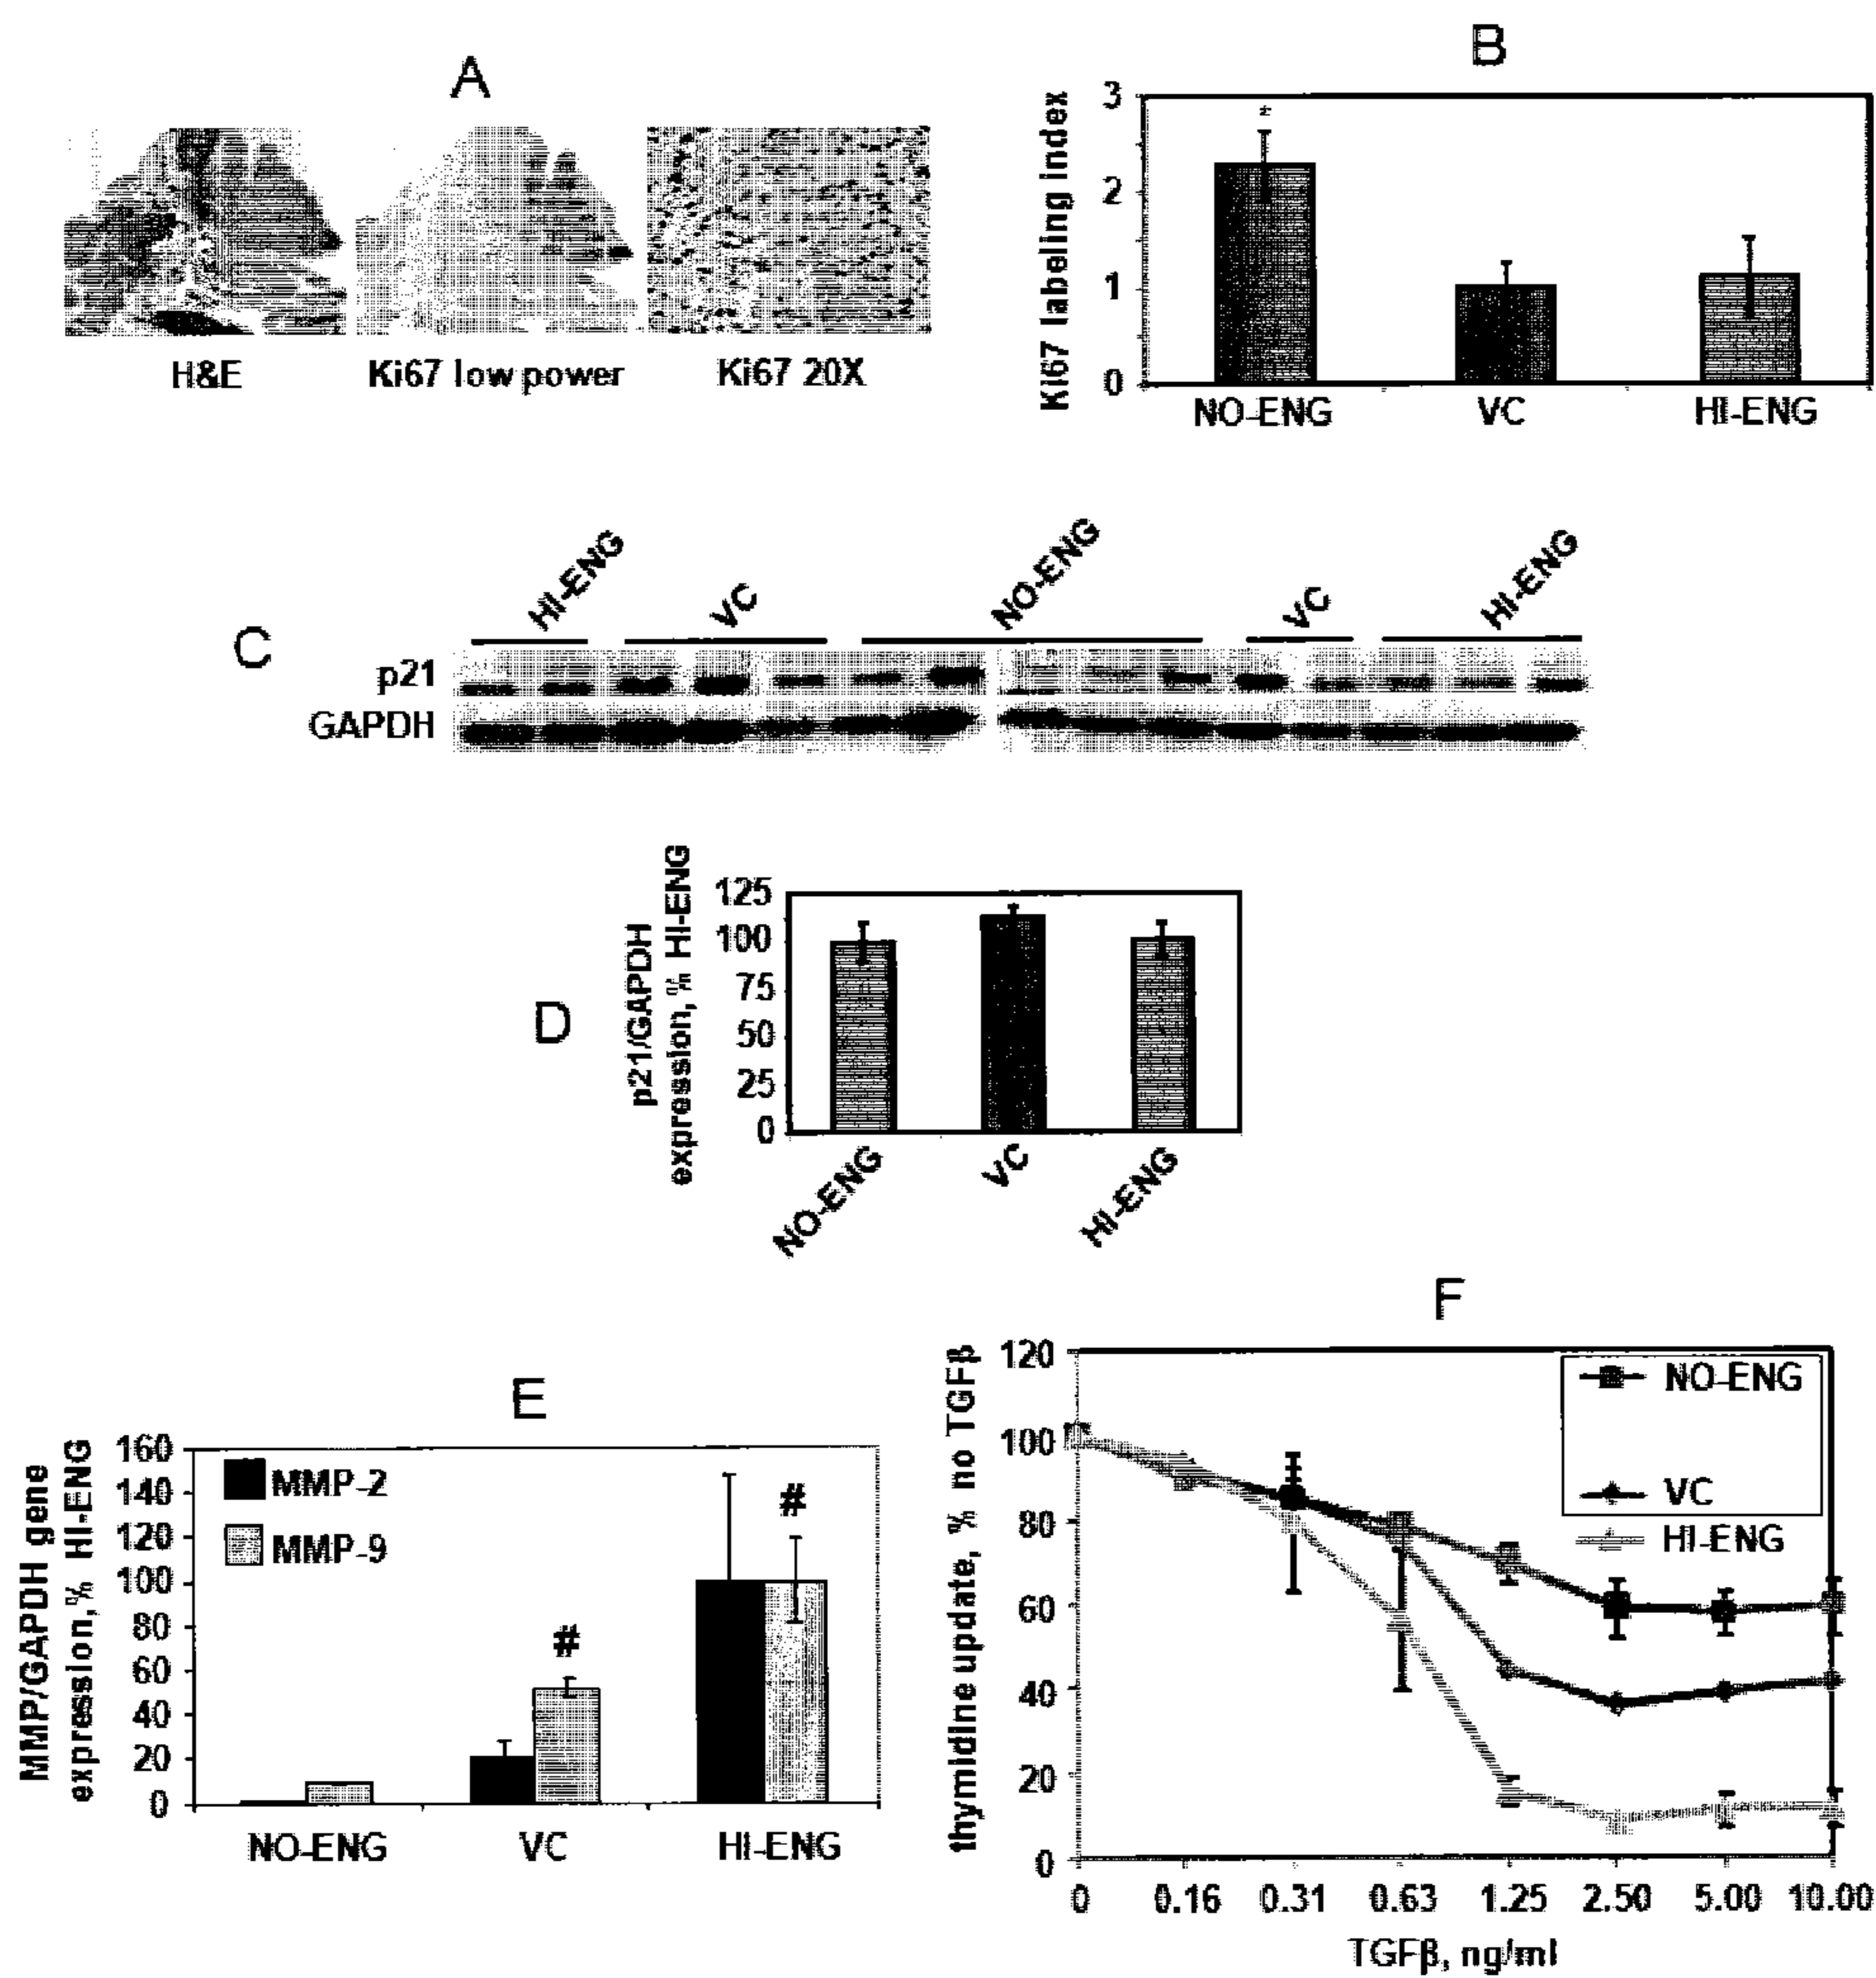 A
H&E
Ki67 low power
Ki67 20X
B
Ki67 labeling index
3
2
1
0
*
NO-ENG
VC
HI-ENG
C
HI-ENG
VC
NO-ENG
VC
HI-ENG
p21
GAPDH
D
p21/GAPDH
expression, % HI-ENG
125
100
75
50
25
0
NO-ENG
VC
HI-ENG
E
MMP/GAPDH gene
expression, % HI-ENG
160
140
120
100
80
60
40
20
0
MMP-2
MMP-9
#
#
NO-ENG
VC
HI-ENG
F
thymidine update, % no TGFβ
120
100
80
60
40
20
0
NO-ENG
VC
HI-ENG
0 0.16 0.31 0.63 1.25 2.50 5.00 10.00
TGFβ, ng/ml